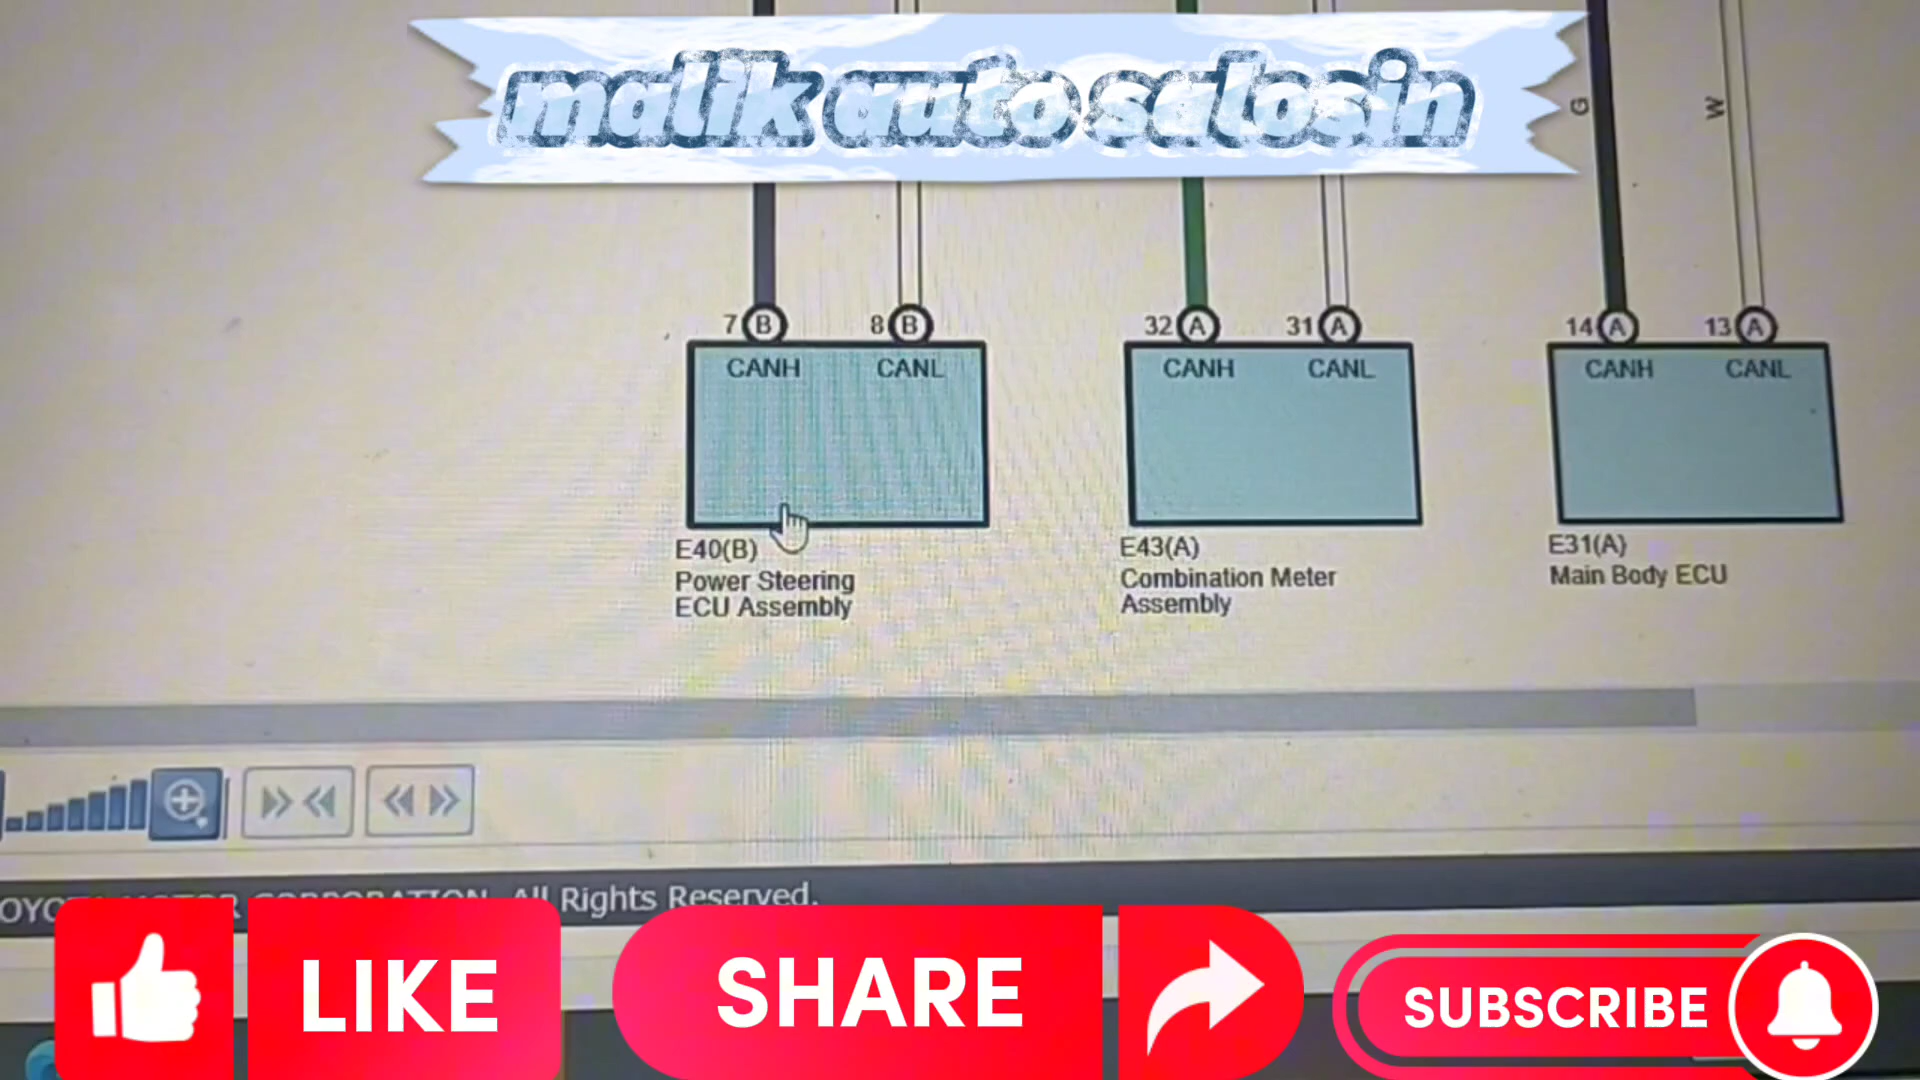 malik auto salosin
G
W
7 B
8 B
32 A
31 A
14 A
13 A
CANH
CANL
CANH
CANL
CANH
CANL
E40(B)
Power Steering
ECU Assembly
E43(A)
Combination Meter
Assembly
E31(A)
Main Body ECU
CORPORATION. All Rights Reserved.
LIKE
SHARE
SUBSCRIBE